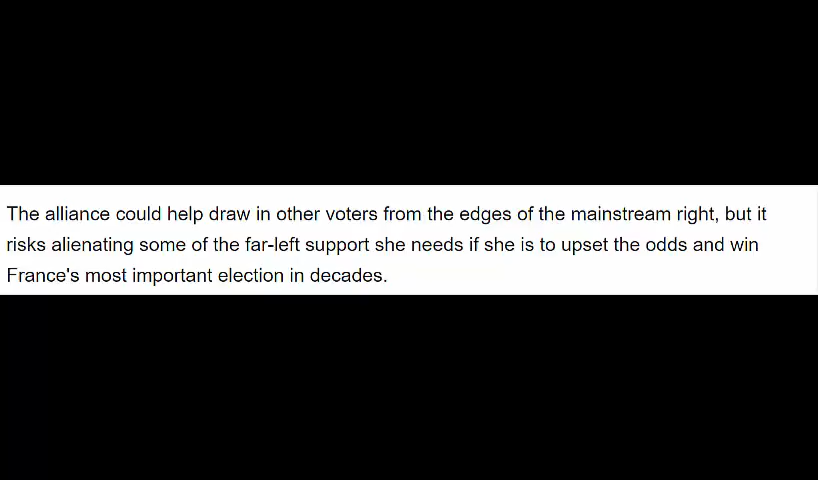 The alliance could help draw in other voters from the edges of the mainstream right, but it
risks alienating some of the far-left support she needs if she is to upset the odds and win
France's most important election in decades.